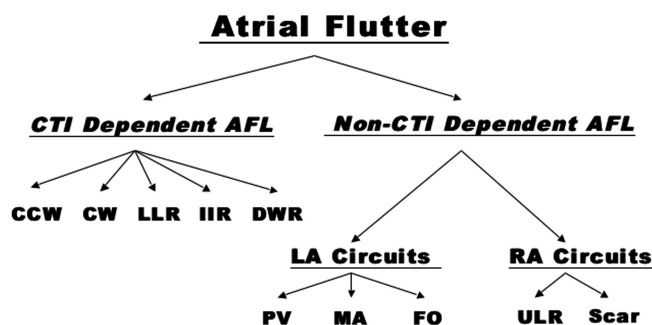 Atrial Flutter
CTI Dependent AFL Non-CTI Dependent AFL
CCW CW LLR IIR DWR
LA Circuits RA Circuits
PV MA FO ULR Scar